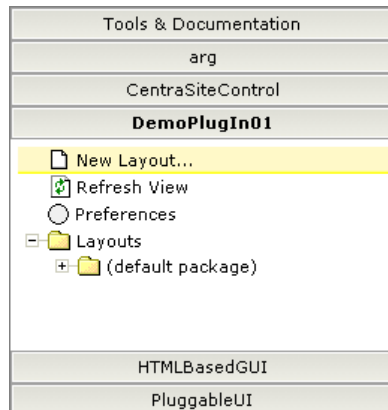 Tools & Documentation
arg
CentraSiteControl
DemoPlugIn01
New Layout...
Refresh View
Preferences
Layouts
(default package)
HTMLBasedGUI
PluggableUI